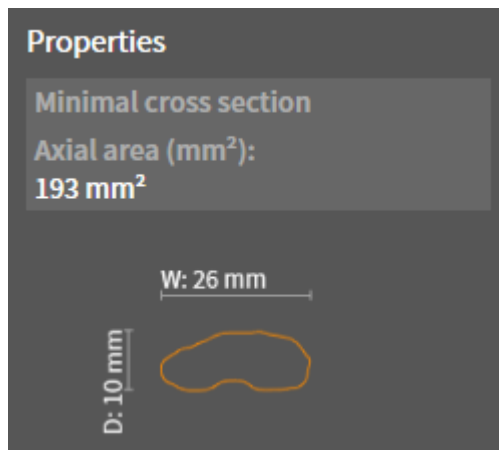 Properties
Minimal cross section
Axial area (mm²):
193 mm²
W: 26 mm
D: 10 mm